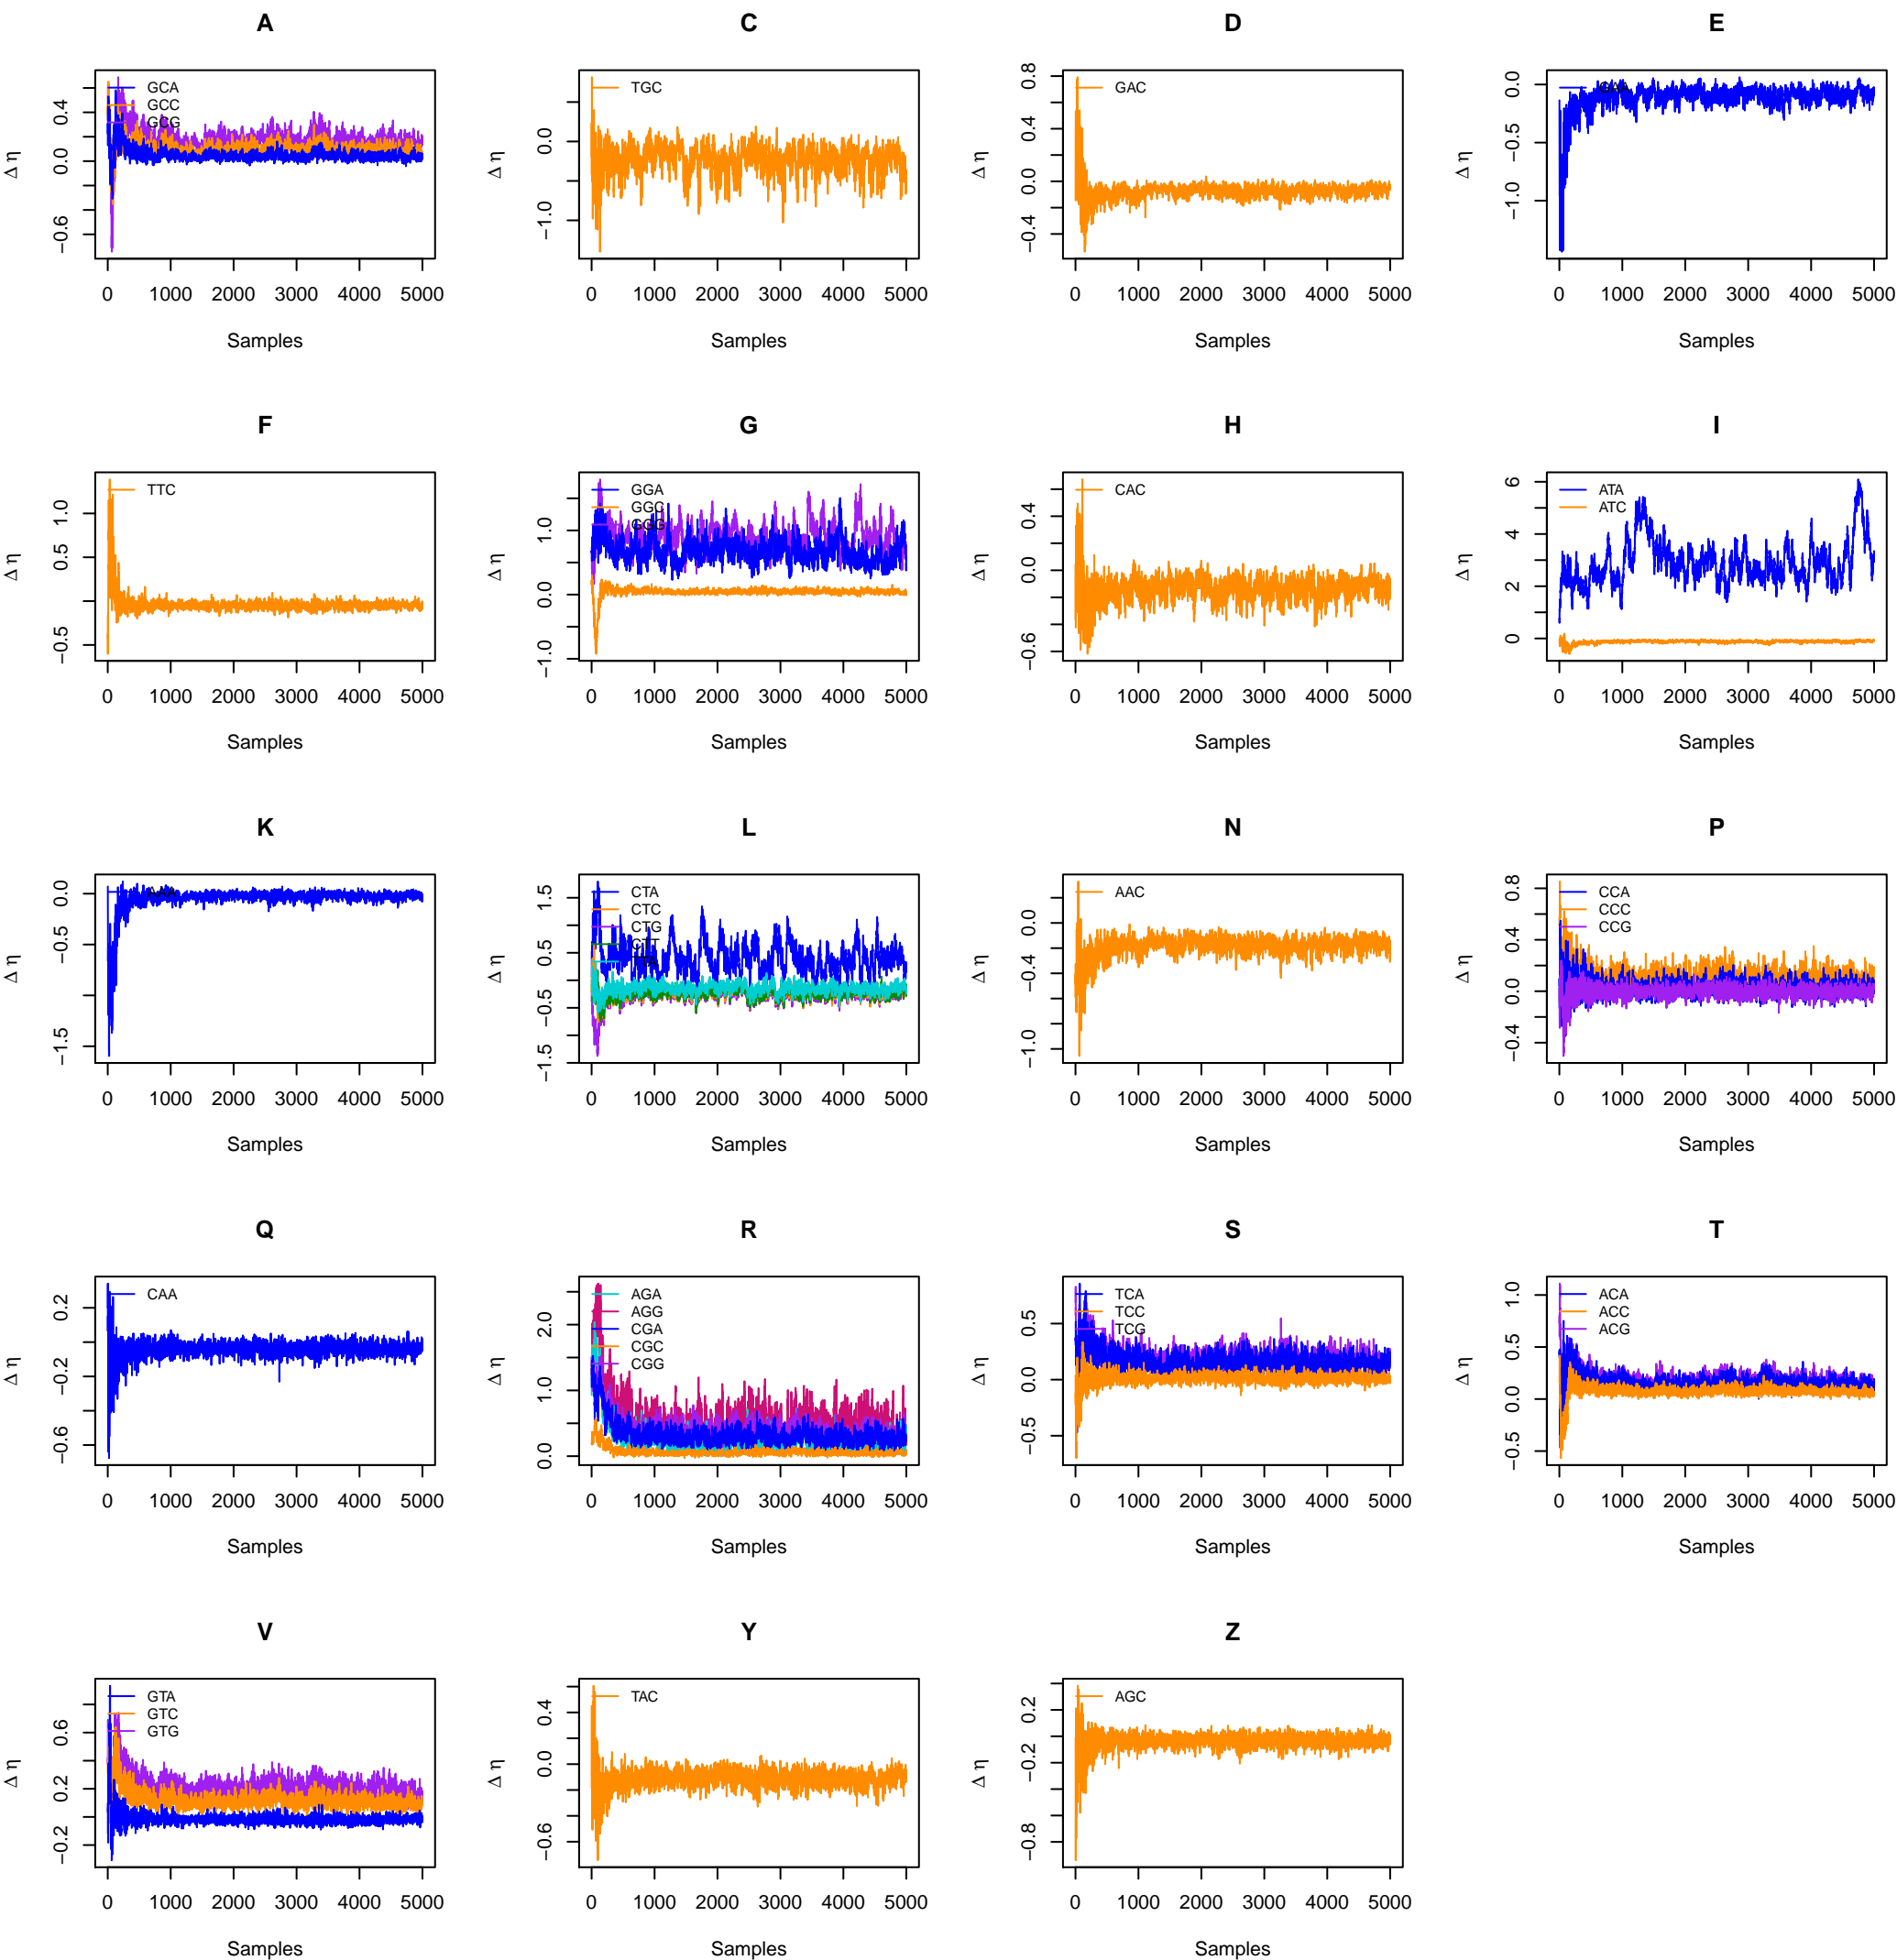 A
C
D
E
Δ η
−0.6
0.0
0.4
GCA
GCC
GCG
0 1000 2000 3000 4000 5000
Samples
Δ η
−1.0
0.0
TGC
0 1000 2000 3000 4000 5000
Samples
Δ η
−0.4
0.0
0.4
0.8
GAC
0 1000 2000 3000 4000 5000
Samples
Δ η
−1.0
−0.5
0.0
GAA
0 1000 2000 3000 4000 5000
Samples
F
G
H
I
Δ η
−0.5
0.5
1.0
TTC
0 1000 2000 3000 4000 5000
Samples
Δ η
−1.0
0.0
1.0
GGA
GGC
GGG
0 1000 2000 3000 4000 5000
Samples
Δ η
−0.6
0.0
0.4
CAC
0 1000 2000 3000 4000 5000
Samples
Δ η
0
2
4
6
ATA
ATC
0 1000 2000 3000 4000 5000
Samples
K
L
N
P
Δ η
−1.5
−0.5
0.0
AAA
0 1000 2000 3000 4000 5000
Samples
Δ η
−1.5
−0.5
0.5
1.5
CTA
CTC
CTG
CTT
TTA
0 1000 2000 3000 4000 5000
Samples
Δ η
−1.0
−0.4
0.0
AAC
0 1000 2000 3000 4000 5000
Samples
Δ η
−0.4
0.0
0.4
0.8
CCA
CCC
CCG
0 1000 2000 3000 4000 5000
Samples
Q
R
S
T
Δ η
−0.6
−0.2
0.2
CAA
0 1000 2000 3000 4000 5000
Samples
Δ η
0.0
1.0
2.0
AGA
AGG
CGA
CGC
CGG
0 1000 2000 3000 4000 5000
Samples
Δ η
−0.5
0.0
0.5
TCA
TCC
TCG
0 1000 2000 3000 4000 5000
Samples
Δ η
−0.5
0.0
0.5
1.0
ACA
ACC
ACG
0 1000 2000 3000 4000 5000
Samples
V
Y
Z
Δ η
−0.2
0.2
0.6
GTA
GTC
GTG
0 1000 2000 3000 4000 5000
Samples
Δ η
−0.6
0.0
0.4
TAC
0 1000 2000 3000 4000 5000
Samples
Δ η
−0.8
−0.2
0.2
AGC
0 1000 2000 3000 4000 5000
Samples